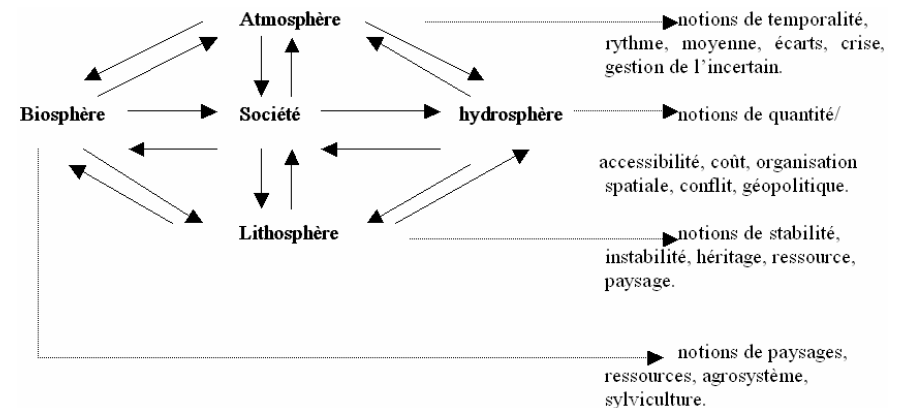 Atmosphère
notions de temporalité,
rythme, moyenne, écarts, crise,
gestion de l'incertain.
Biosphère
Société
hydrosphère
notions de quantité/
accessibilité, coût, organisation
spatiale, conflit, géopolitique.
Lithosphère
notions de stabilité,
instabilité, héritage, ressource,
paysage.
notions de paysages,
ressources, agrosystème,
sylviculture.